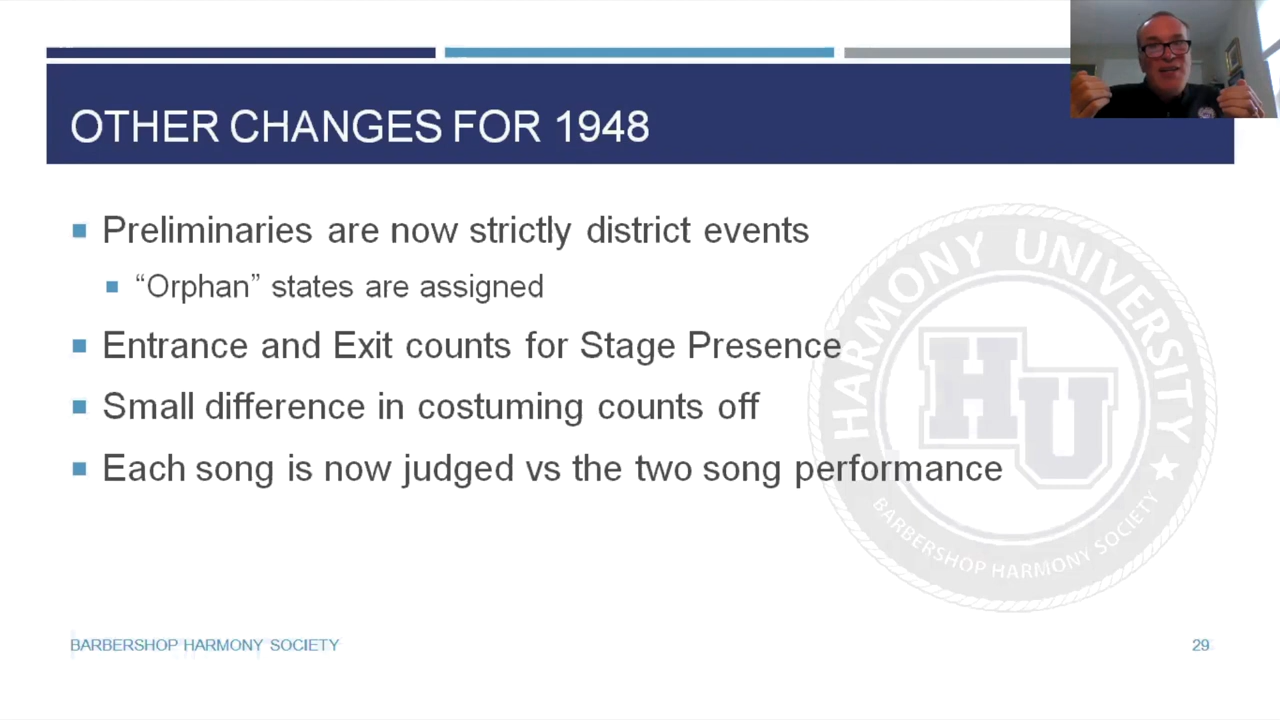 OTHER CHANGES FOR 1948
Preliminaries are now strictly district events
“Orphan” states are assigned
Entrance and Exit counts for Stage Presence
Small difference in costuming counts off
Each song is now judged vs the two song performance
HARMONY UNIVERSITY
HU
BARBERSHOP HARMONY SOCIETY
BARBERSHOP HARMONY SOCIETY
29